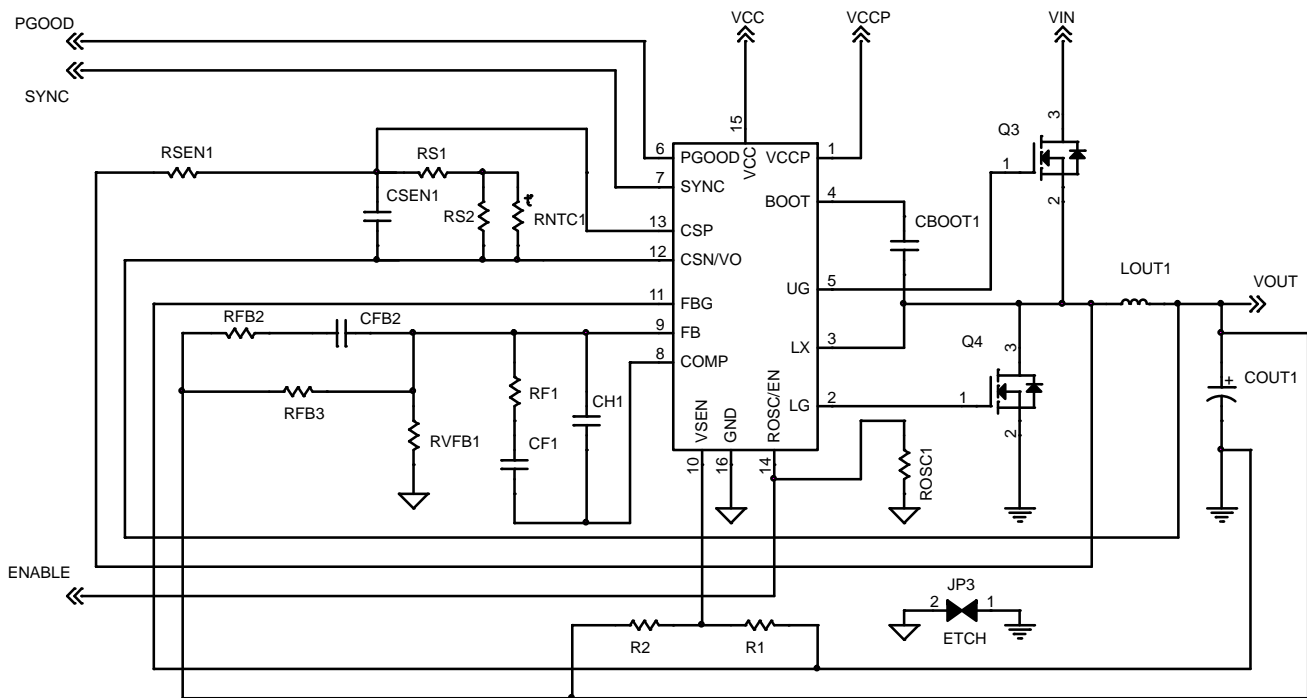 PGOOD
VCC
VCCP
VIN
SYNC
3
Q3
15
RSEN1
RS1
6
PGOOD
VCC
VCCP
1
1
7
SYNC
4
CSEN1
BOOT
2
RS2
RNTC1
t°
13
CSP
CBOOT1
12
CSN/VO
LOUT1
VOUT
UG
5
11
FBG
RFB2
CFB2
9
FB
Q4
3
8
COMP
LX
3
RF1
COUT1
+
RFB3
CH1
LG
2
1
RVFB1
VSEN
GND
ROSC/EN
2
CF1
10
16
14
ROSC1
ENABLE
JP3
2
1
ETCH
R2
R1